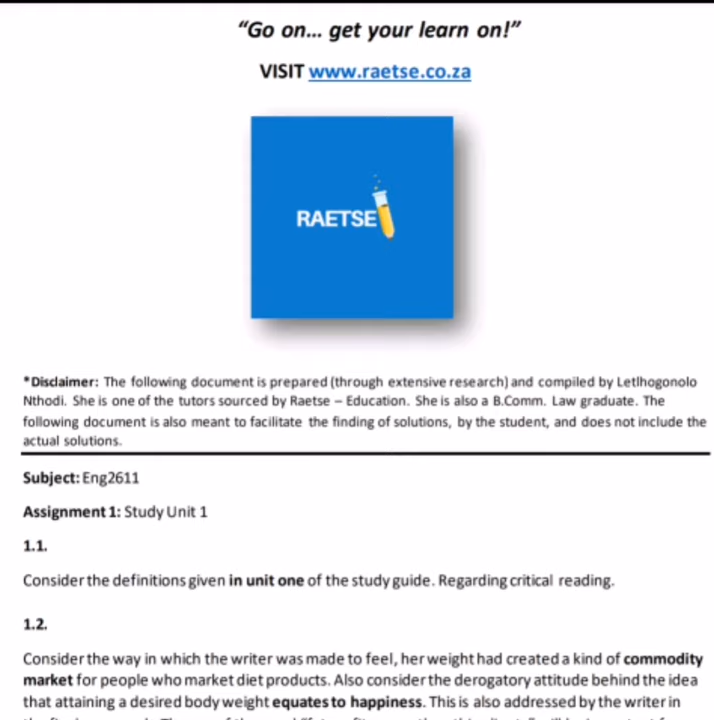 “Go on… get your learn on!”
VISIT www.raetse.co.za
RAETSE
*Disclaimer: The following document is prepared (through extensive research) and compiled by Letlhogonolo
Nthodi. She is one of the tutors sourced by Raetse – Education. She is also a B.Comm. Law graduate. The
following document is also meant to facilitate the finding of solutions, by the student, and does not include the
actual solutions.
Subject: Eng2611
Assignment 1: Study Unit 1
1.1.
Consider the definitions given in unit one of the study guide. Regarding critical reading.
1.2.
Consider the way in which the writer was made to feel, her weight had created a kind of commodity
market for people who market diet products. Also consider the derogatory attitude behind the idea
that attaining a desired body weight equates to happiness. This is also addressed by the writer in